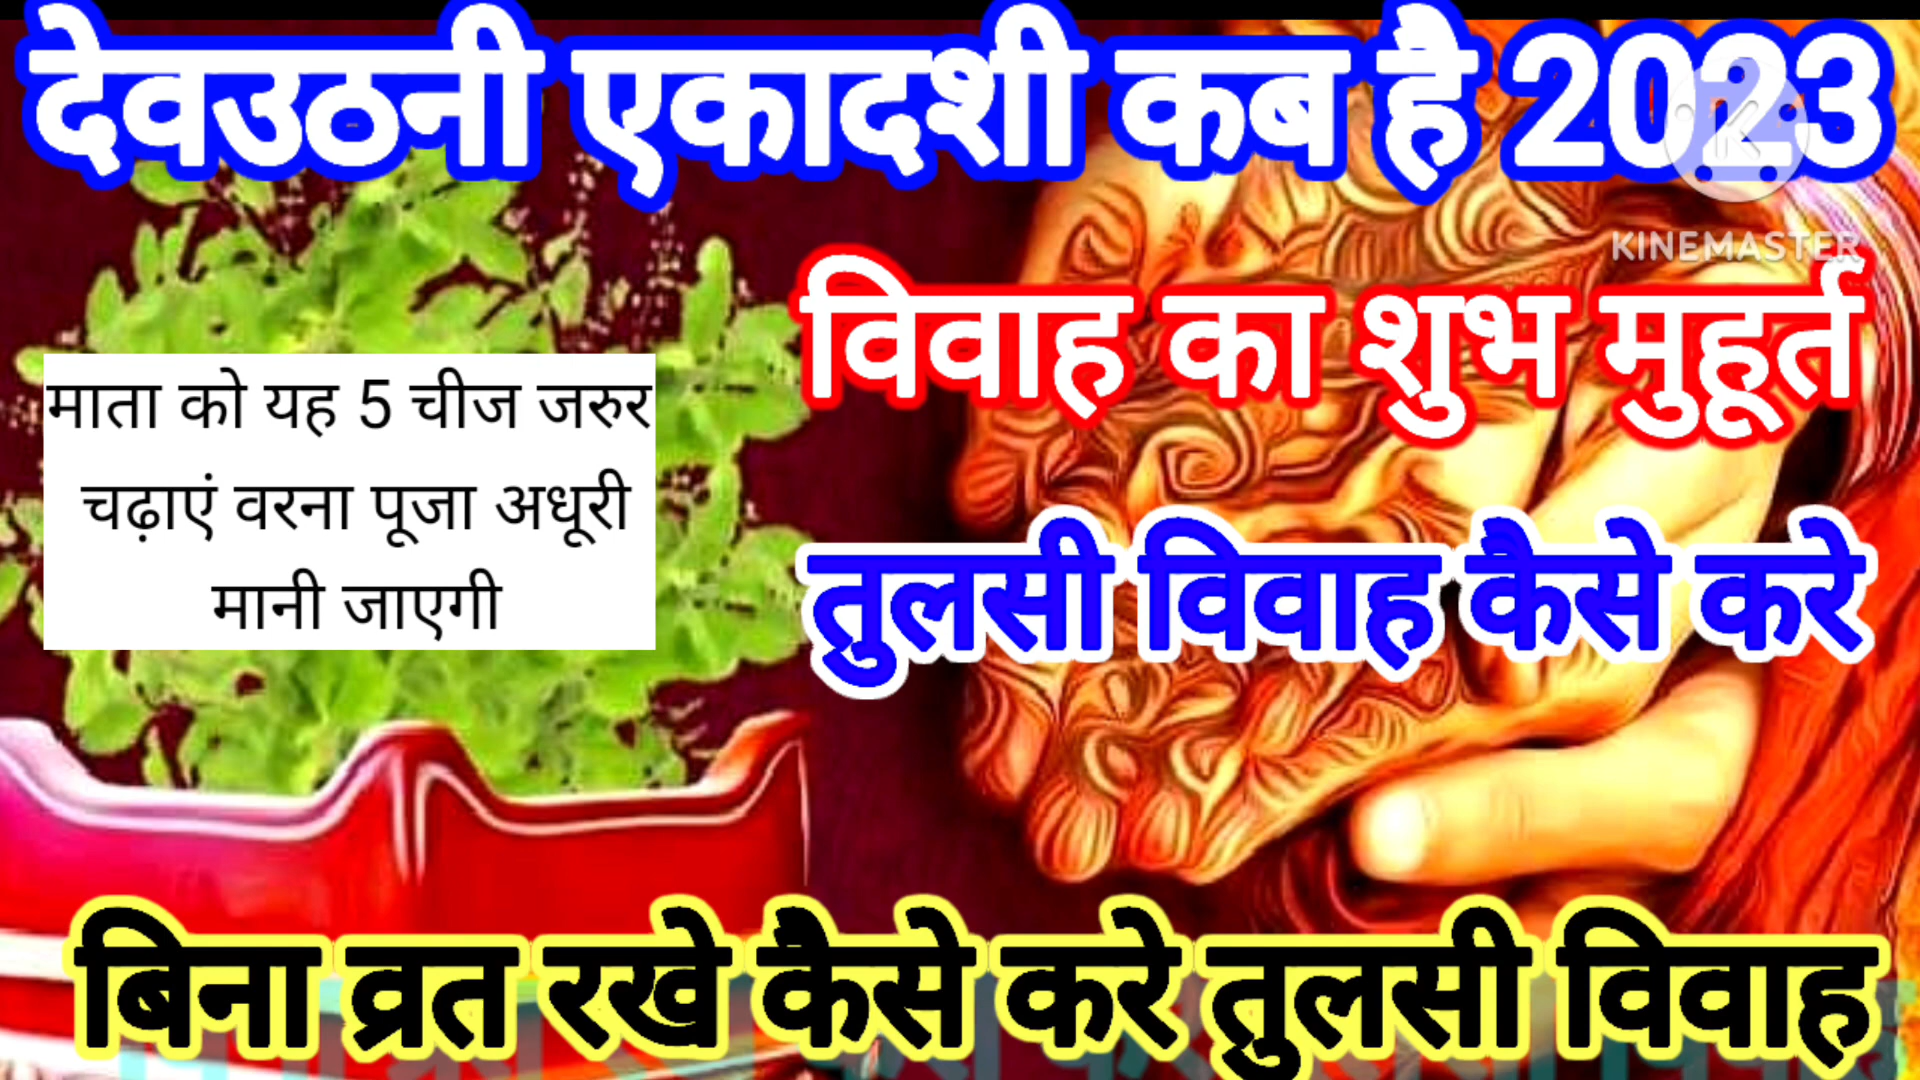 देवउठनी एकादशी कब है 2023
KINEMASTER
विवाह का शुभ मुहूर्त
माता को यह 5 चीज जरुर
चढ़ाएं वरना पूजा अधूरी
मानी जाएगी
तुलसी विवाह कैसे करे
बिना व्रत रखे कैसे करे तुलसी विवाह